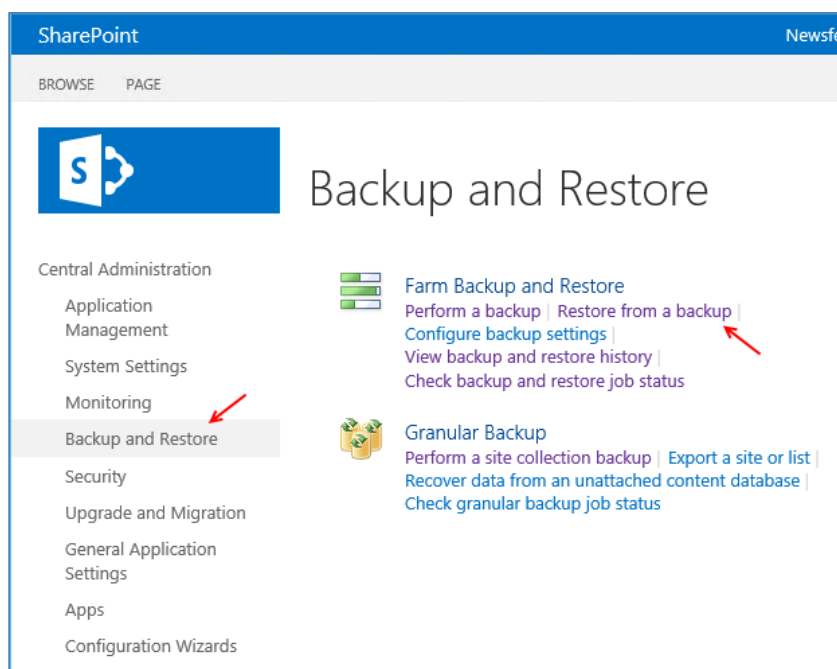 SharePoint
Newsfe
BROWSE PAGE
S
Backup and Restore
Central Administration
Application
Management
System Settings
Monitoring
Backup and Restore
Security
Upgrade and Migration
General Application
Settings
Apps
Configuration Wizards
Farm Backup and Restore
Perform a backup | Restore from a backup |
Configure backup settings |
View backup and restore history |
Check backup and restore job status
Granular Backup
Perform a site collection backup | Export a site or list |
Recover data from an unattached content database |
Check granular backup job status